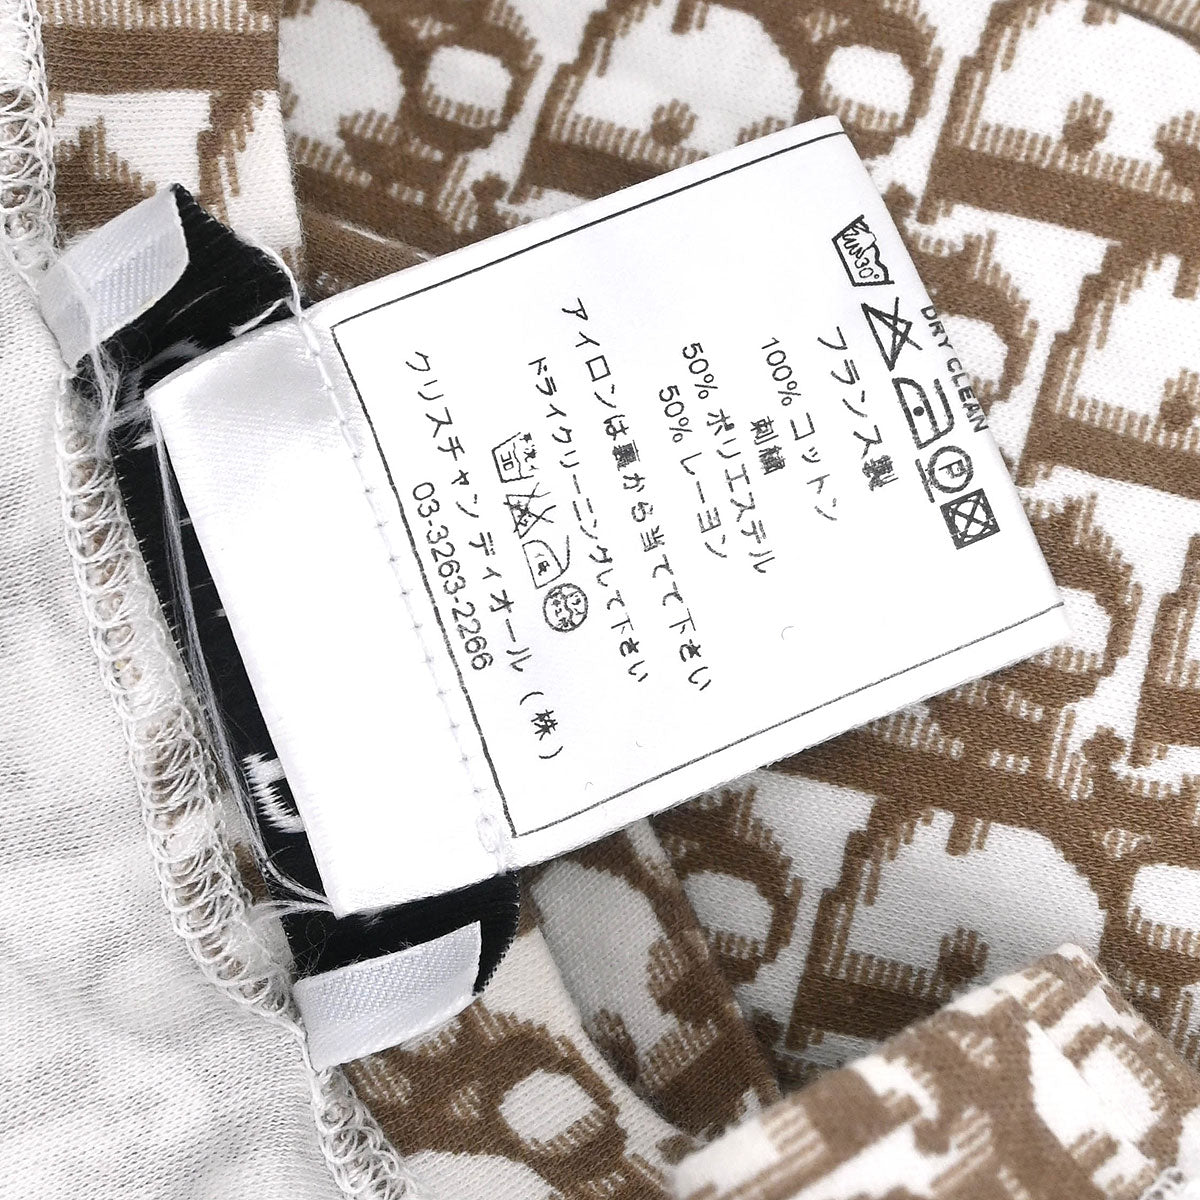 30°
DRY CLEAN
P
フランス製
100% コットン
刺繍
50% ポリエステル
50% レーヨン
アイロンは裏から当てて下さい
ドライクリーニングして下さい
クリスチャン ディオール (株)
03-3263-2266